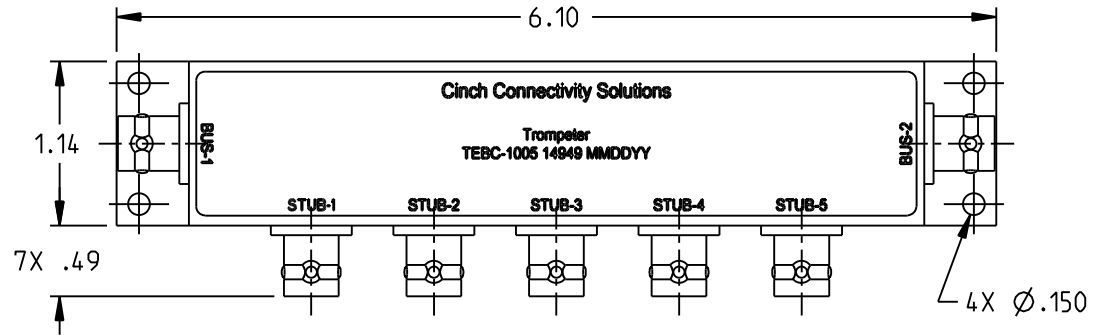 6.10
Cinch Connectivity Solutions
1.14
BUS-1
Trompeter
TEBC-1005 14949 MMDDYY
BUS-2
STUB-1 STUB-2 STUB-3 STUB-4 STUB-5
7X .49
4X Ø.150